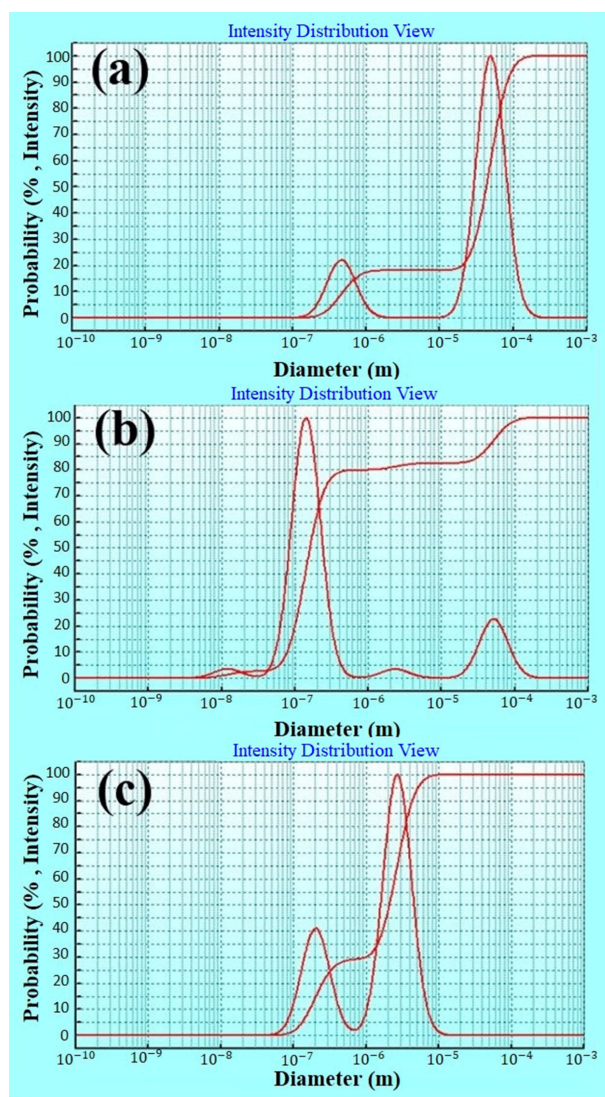 Intensity Distribution View
(a)
Probability (% , Intensity)
100
90
80
70
60
50
40
30
20
10
0
10⁻¹⁰ 10⁻⁹ 10⁻⁸ 10⁻⁷ 10⁻⁶ 10⁻⁵ 10⁻⁴ 10⁻³
Diameter (m)
Intensity Distribution View
(b)
Probability (% , Intensity)
100
90
80
70
60
50
40
30
20
10
0
10⁻¹⁰ 10⁻⁹ 10⁻⁸ 10⁻⁷ 10⁻⁶ 10⁻⁵ 10⁻⁴ 10⁻³
Diameter (m)
Intensity Distribution View
(c)
Probability (% , Intensity)
100
90
80
70
60
50
40
30
20
10
0
10⁻¹⁰ 10⁻⁹ 10⁻⁸ 10⁻⁷ 10⁻⁶ 10⁻⁵ 10⁻⁴ 10⁻³
Diameter (m)